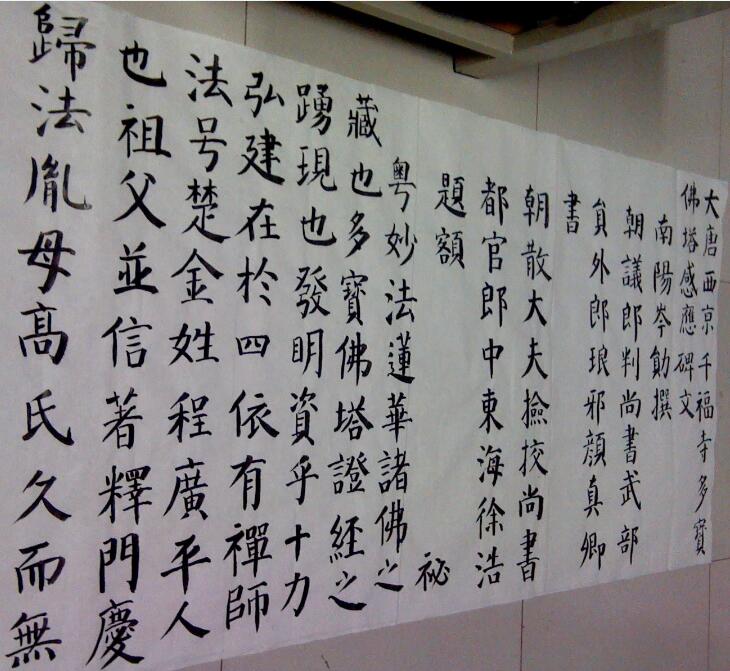 大唐西京千福寺多寶
佛塔感應碑文
南陽岑勛撰
朝議郎判尚書武部
員外郎琅邪顏真卿
書
朝散大夫撿挍尚書
都官郎中東海徐浩
題額
粵妙法蓮華諸佛之祕
藏也多寶佛塔證經之
踴現也發明資乎十力
弘建在於四依有禪師
法号楚金姓程廣平人
也祖父並信著釋門慶
歸法胤母高氏久而無